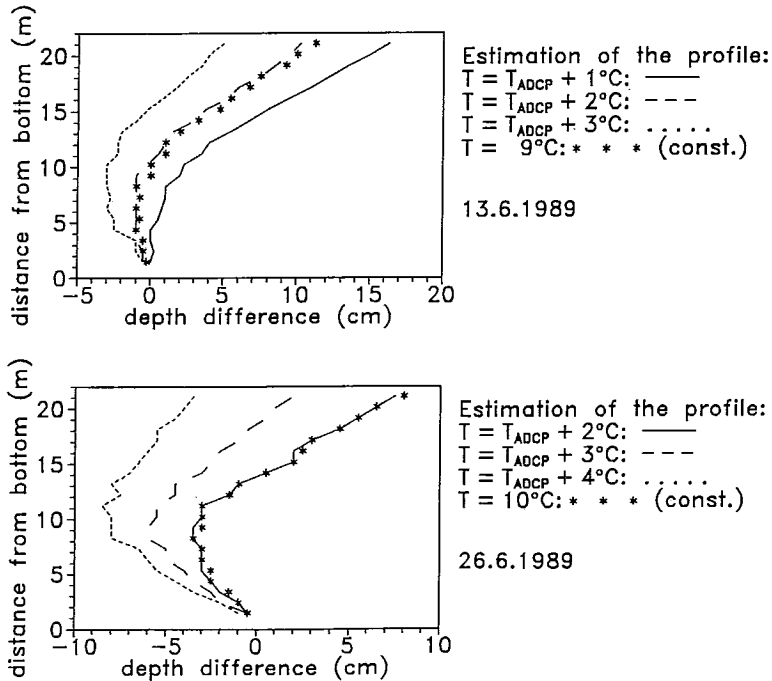 distance from bottom (m)
20
15
10
5
0
−5 0 5 10 15 20
depth difference (cm)
Estimation of the profile:
T = TADCP + 1°C:
T = TADCP + 2°C:
T = TADCP + 3°C: . . . . .
T = 9°C: * * * (const.)
13.6.1989
distance from bottom (m)
20
15
10
5
0
−10 −5 0 5 10
depth difference (cm)
Estimation of the profile:
T = TADCP + 2°C:
T = TADCP + 3°C:
T = TADCP + 4°C: . . . . .
T = 10°C: * * * (const.)
26.6.1989